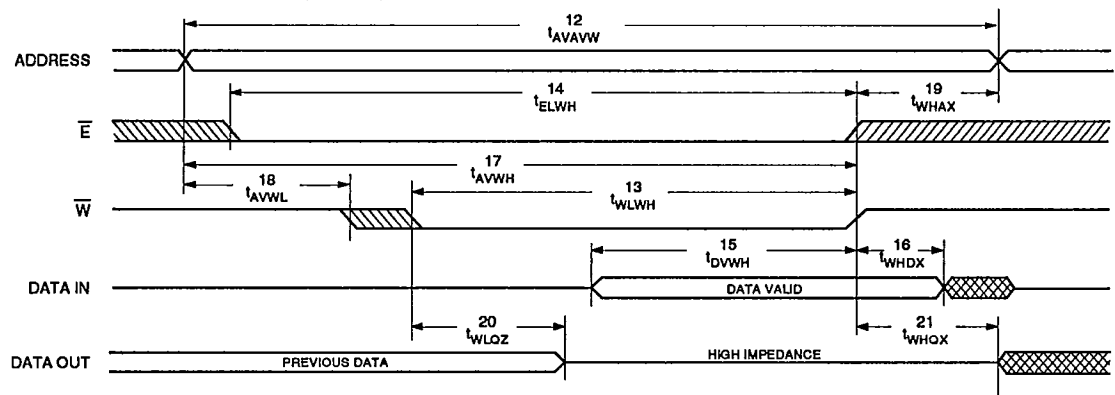 12
tAVAVW
ADDRESS
14
tELWH
19
tWHAX
E
17
tAVWH
18
tAVWL
13
tWLWH
W
15
tDVWH
16
tWHDX
DATA IN
DATA VALID
20
tWLQZ
21
tWHQX
DATA OUT
PREVIOUS DATA
HIGH IMPEDANCE